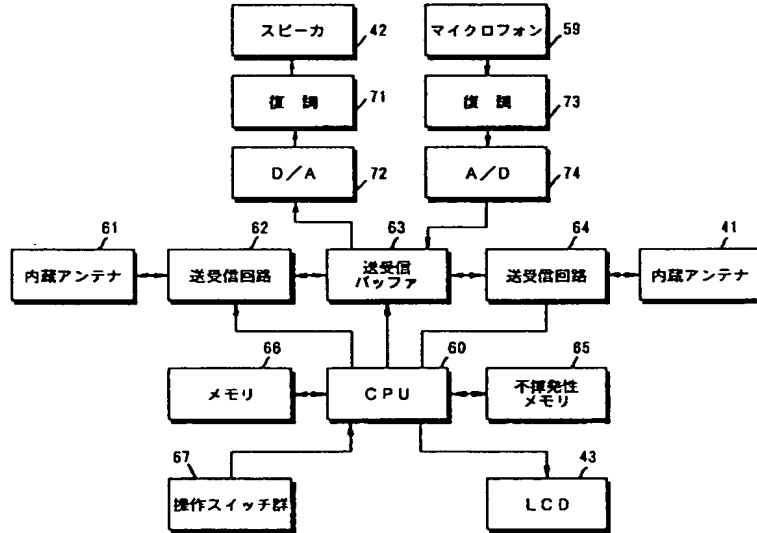 スピーカ
42
マイクロフォン
59
復調
71
復調
73
D/A
72
A/D
74
61
62
63
64
41
内蔵アンテナ
送受信回路
送受信
バッファ
送受信回路
内蔵アンテナ
66
60
65
メモリ
CPU
不揮発性
メモリ
67
43
操作スイッチ群
LCD